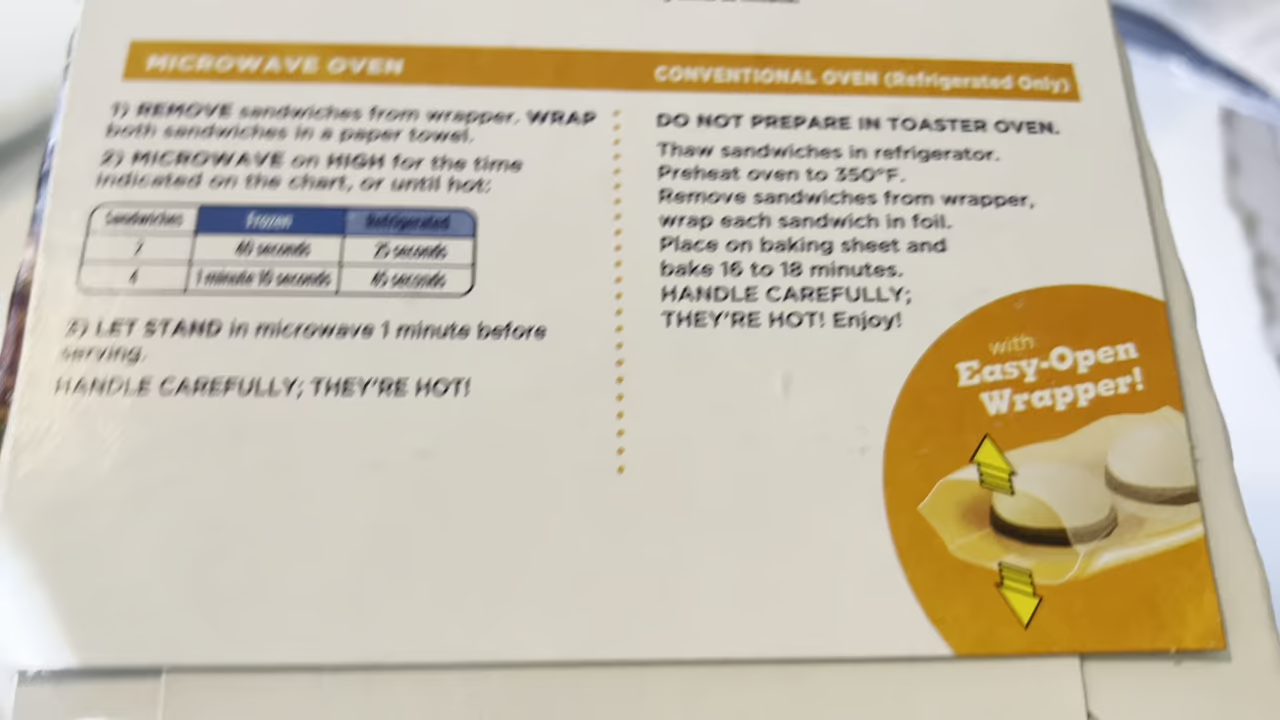 MICROWAVE OVEN
1) REMOVE sandwiches from wrapper. WRAP
both sandwiches in a paper towel.
2) MICROWAVE on HIGH for the time
indicated on the chart, or until hot:
Sandwiches Frozen Refrigerated
2 60 seconds 25 seconds
4 1 minute seconds 45 seconds
3) LET STAND in microwave 1 minute before
serving.
HANDLE CAREFULLY; THEY'RE HOT!
CONVENTIONAL OVEN (Refrigerated Only)
DO NOT PREPARE IN TOASTER OVEN.
Thaw sandwiches in refrigerator.
Preheat oven to 350°F.
Remove sandwiches from wrapper,
wrap each sandwich in foil.
Place on baking sheet and
bake 16 to 18 minutes.
HANDLE CAREFULLY;
THEY'RE HOT! Enjoy!
with
Easy-Open
Wrapper!